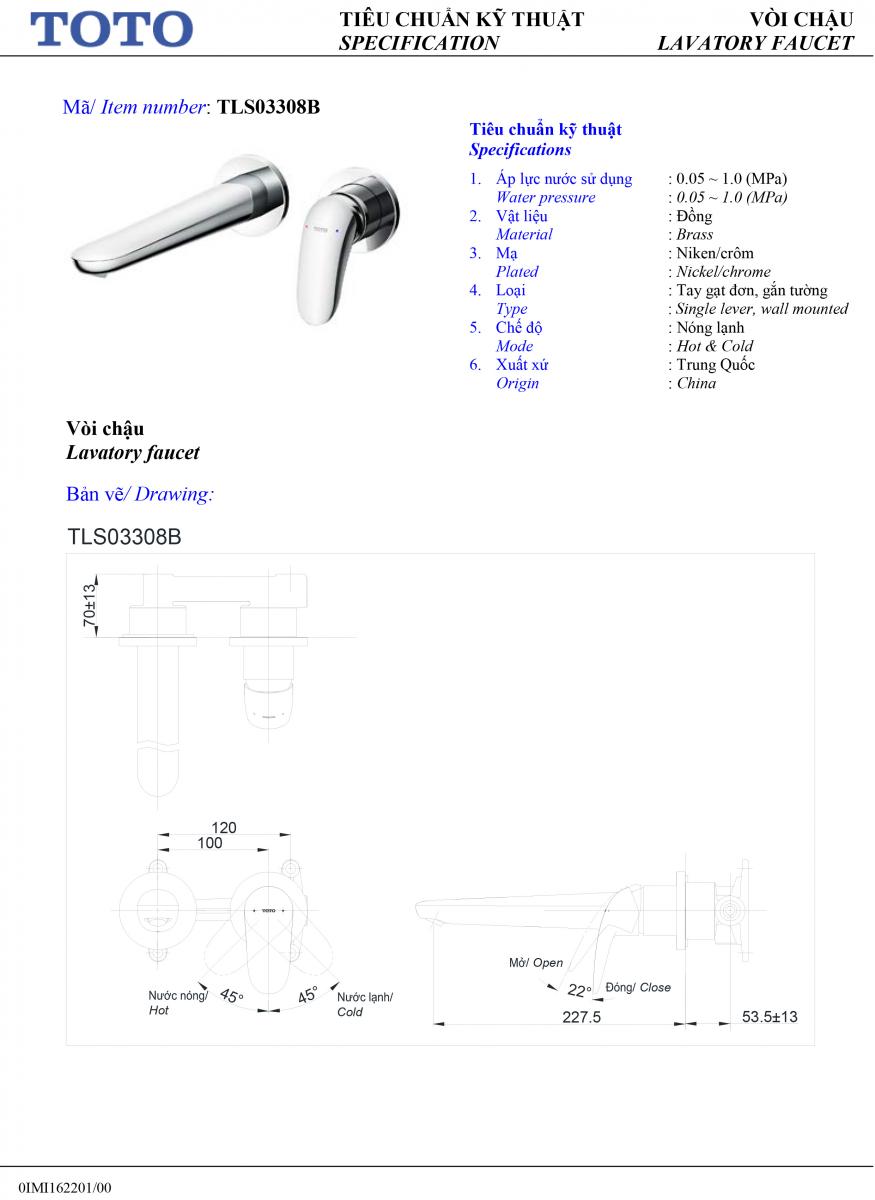 TOTO
TIÊU CHUẨN KỸ THUẬT
SPECIFICATION
VÒI CHẬU
LAVATORY FAUCET
Mã/ Item number: TLS03308B
Tiêu chuẩn kỹ thuật
Specifications
1. Áp lực nước sử dụng : 0.05 ~ 1.0 (MPa)
Water pressure : 0.05 ~ 1.0 (MPa)
2. Vật liệu : Đồng
Material : Brass
3. Mạ : Niken/crôm
Plated : Nickel/chrome
4. Loại : Tay gạt đơn, gắn tường
Type : Single lever, wall mounted
5. Chế độ : Nóng lạnh
Mode : Hot & Cold
6. Xuất xứ : Trung Quốc
Origin : China
TOTO
Vòi chậu
Lavatory faucet
Bản vẽ/ Drawing:
TLS03308B
70±13
120
100
TOTO
Nước nóng/
Hot
45°
45°
Nước lạnh/
Cold
Mở/ Open
22°
Đóng/ Close
227.5
53.5±13
0IMI162201/00